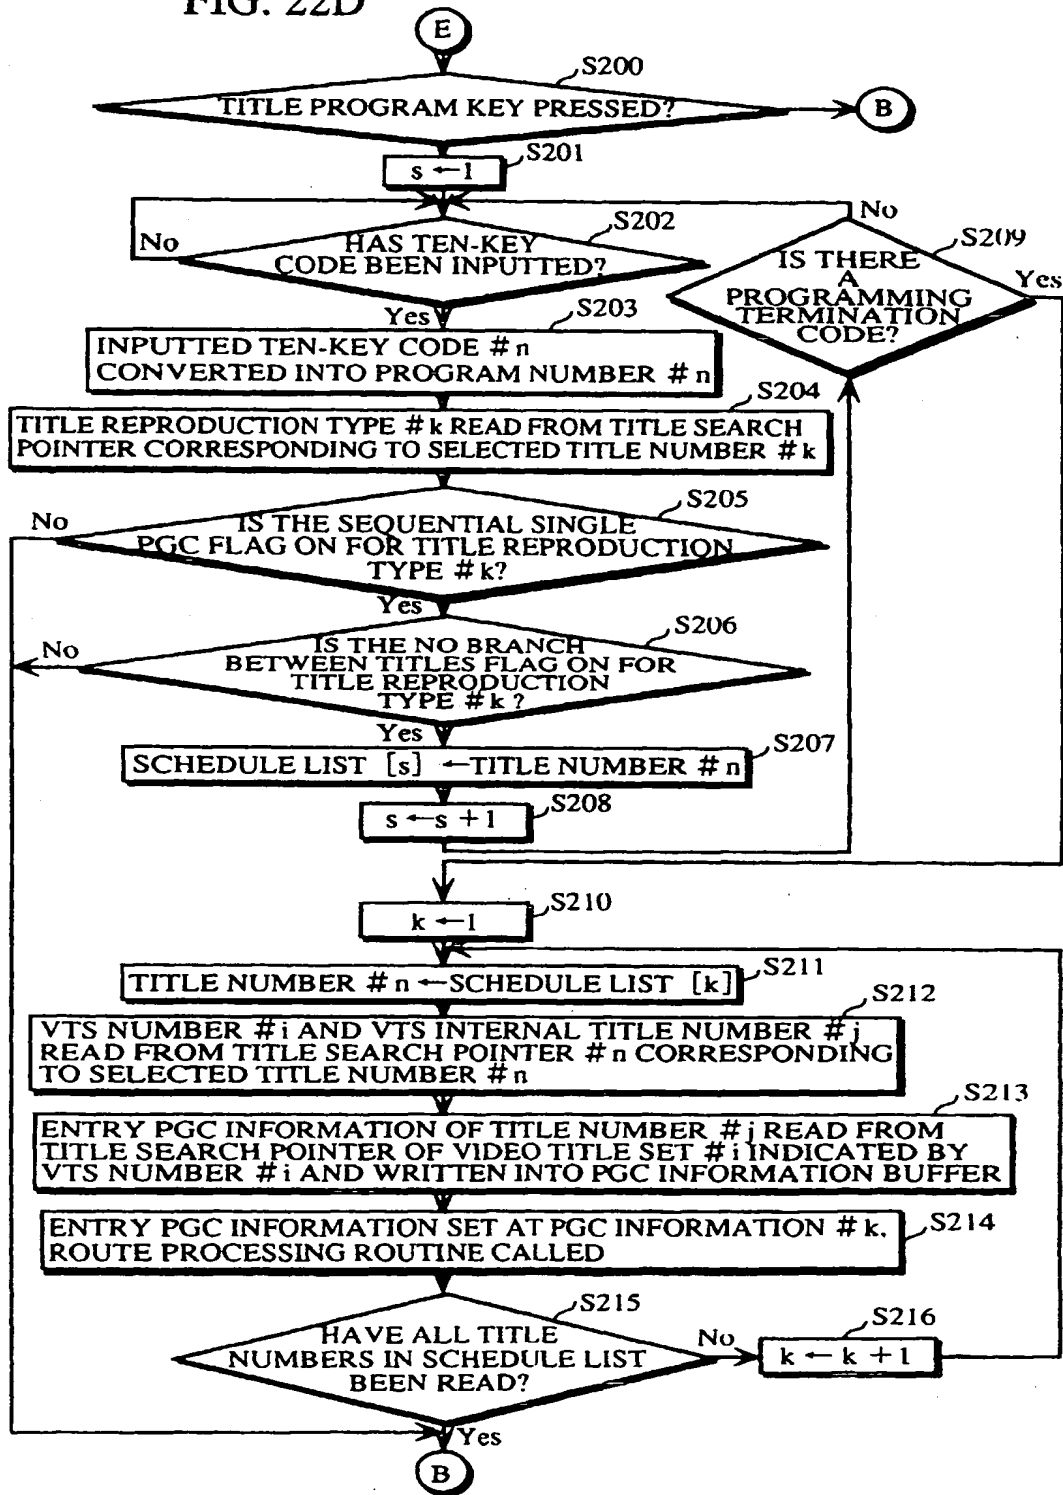 FIG. 22D
E
S200
TITLE PROGRAM KEY PRESSED?
B
S201
s ← 1
No
S202
No
HAS TEN-KEY
CODE BEEN INPUTTED?
S209
IS THERE
A
PROGRAMMING
TERMINATION
CODE?
Yes
Yes
S203
INPUTTED TEN-KEY CODE #n
CONVERTED INTO PROGRAM NUMBER #n
S204
TITLE REPRODUCTION TYPE #k READ FROM TITLE SEARCH
POINTER CORRESPONDING TO SELECTED TITLE NUMBER #k
S205
No
IS THE SEQUENTIAL SINGLE
PGC FLAG ON FOR TITLE REPRODUCTION
TYPE #k?
Yes
S206
No
IS THE NO BRANCH
BETWEEN TITLES FLAG ON FOR
TITLE REPRODUCTION
TYPE #k?
Yes
S207
SCHEDULE LIST [s] ←TITLE NUMBER #n
S208
s ←s +1
S210
k ←1
S211
TITLE NUMBER #n ←SCHEDULE LIST [k]
S212
VTS NUMBER #i AND VTS INTERNAL TITLE NUMBER #j
READ FROM TITLE SEARCH POINTER #n CORRESPONDING
TO SELECTED TITLE NUMBER #n
S213
ENTRY PGC INFORMATION OF TITLE NUMBER #j READ FROM
TITLE SEARCH POINTER OF VIDEO TITLE SET #i INDICATED BY
VTS NUMBER #i AND WRITTEN INTO PGC INFORMATION BUFFER
S214
ENTRY PGC INFORMATION SET AT PGC INFORMATION #k.
ROUTE PROCESSING ROUTINE CALLED
S215
HAVE ALL TITLE
NUMBERS IN SCHEDULE LIST
BEEN READ?
No
S216
k ← k +1
Yes
B